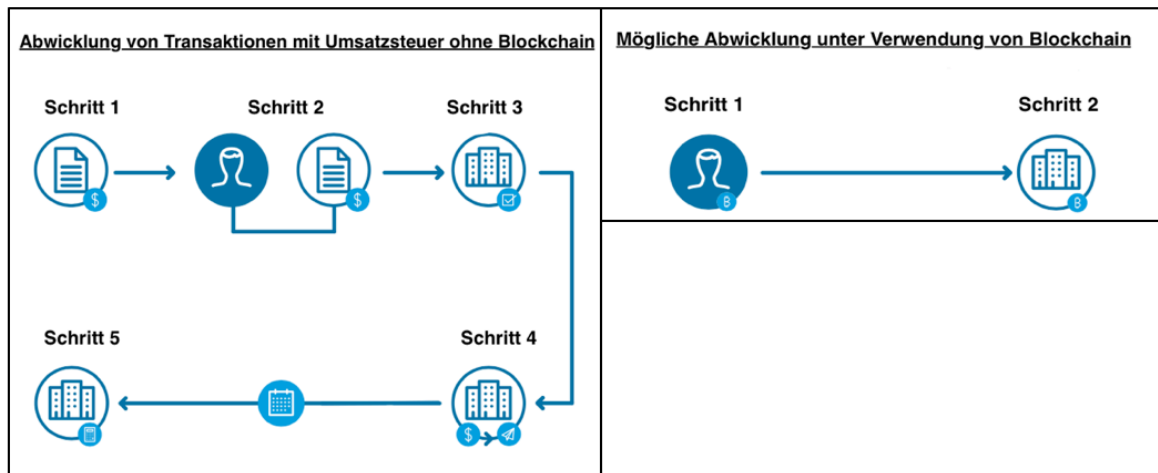 Abwicklung von Transaktionen mit Umsatzsteuer ohne Blockchain
Schritt 1
Schritt 2
Schritt 3
$
$
Schritt 5
Schritt 4
$
Mögliche Abwicklung unter Verwendung von Blockchain
Schritt 1
Schritt 2
₿
₿